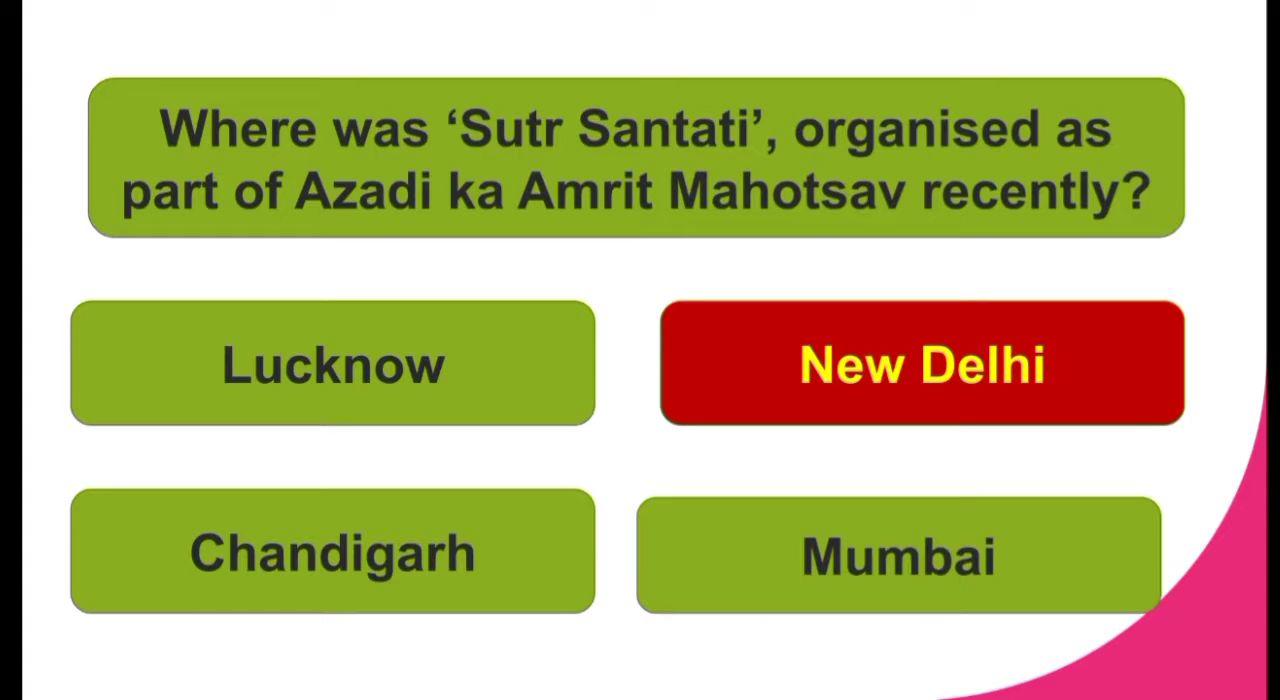 Where was ‘Sutr Santati’, organised as
part of Azadi ka Amrit Mahotsav recently?
Lucknow
New Delhi
Chandigarh
Mumbai